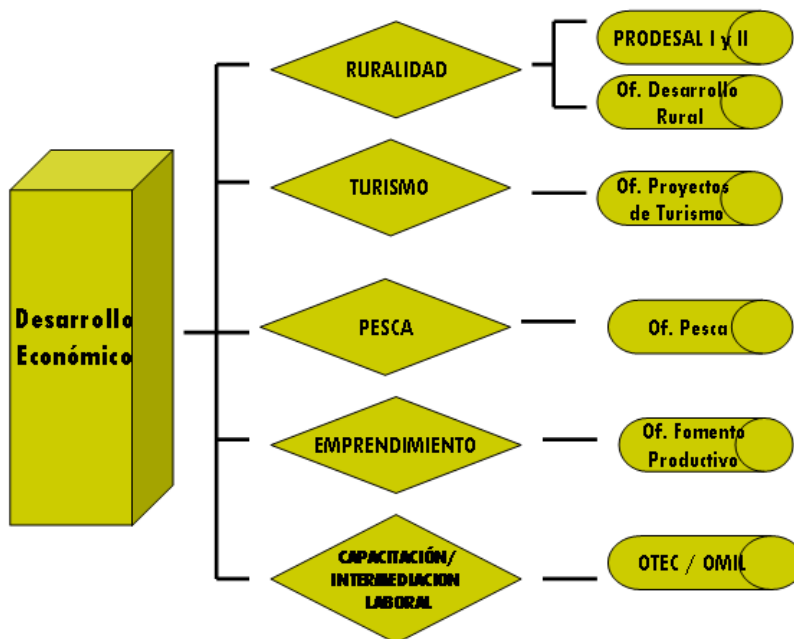 Desarrollo
Económico
RURALIDAD
PRODESAL I y II
Of. Desarrollo
Rural
TURISMO
Of. Proyectos
de Turismo
PESCA
Of. Pesca
EMPRENDIMIENTO
Of. Fomento
Productivo
CAPACITACIÓN/
INTERMEDIACION
LABORAL
OTEC / OMIL